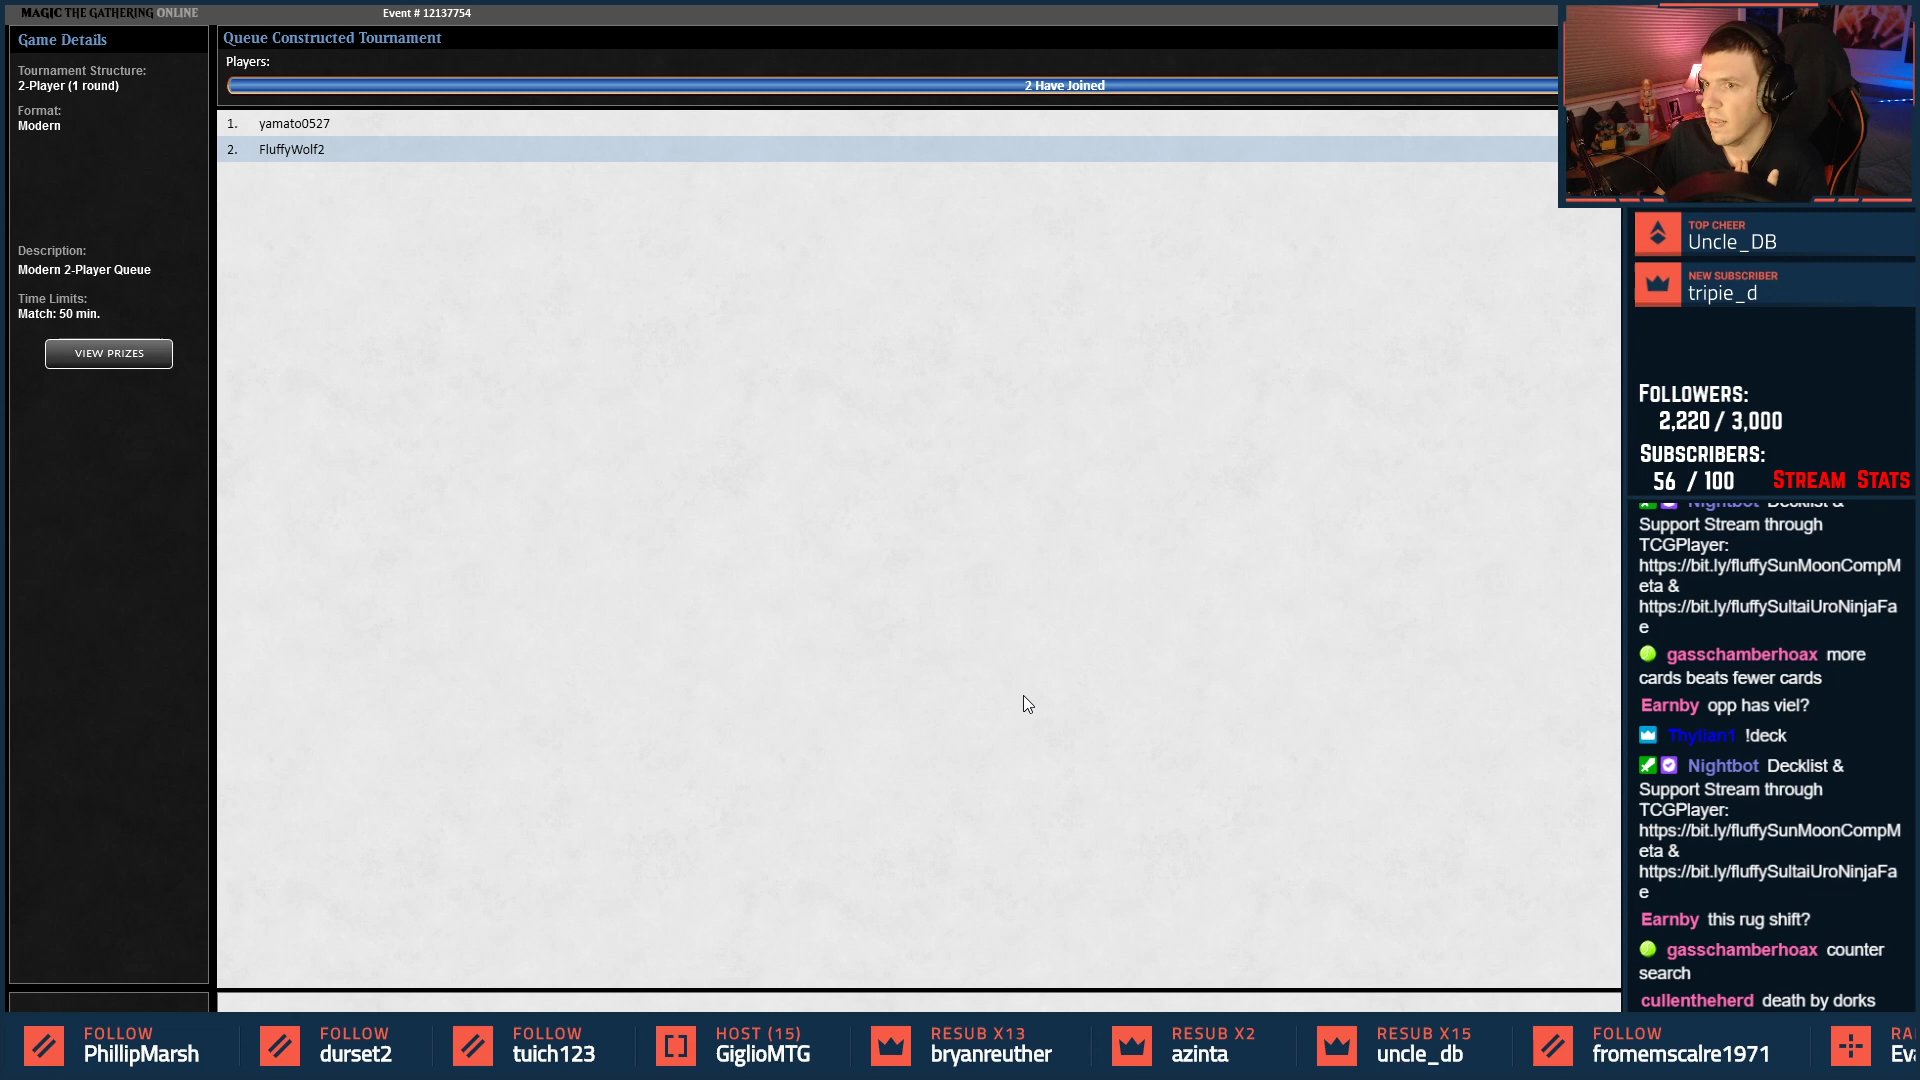 MAGIC THE GATHERING ONLINE
Event # 12137754
Game Details
Tournament Structure:
2-Player (1 round)
Format:
Modern
Description:
Modern 2-Player Queue
Time Limits:
Match: 50 min.
VIEW PRIZES
Queue Constructed Tournament
Players:
2 Have Joined
1. yamato0527
2. FluffyWolf2
TOP CHEER
Uncle_DB
NEW SUBSCRIBER
tripie_d
FOLLOWERS:
2,220 / 3,000
SUBSCRIBERS:
56 / 100 STREAM STATS
Nightbot Decklist &
Support Stream through
TCGPlayer:
https://bit.ly/fluffySunMoonCompM
eta &
https://bit.ly/fluffySultaiUroNinjaFa
e
gasschamberhoax more
cards beats fewer cards
Earnby opp has viel?
Thylian1 !deck
Nightbot Decklist &
Support Stream through
TCGPlayer:
https://bit.ly/fluffySunMoonCompM
eta &
https://bit.ly/fluffySultaiUroNinjaFa
e
Earnby this rug shift?
gasschamberhoax counter
search
cullentheherd death by dorks
FOLLOW
PhillipMarsh
FOLLOW
durset2
FOLLOW
tuich123
HOST (15)
GiglioMTG
RESUB X13
bryanreuther
RESUB X2
azinta
RESUB X15
uncle_db
FOLLOW
fromemscalre1971